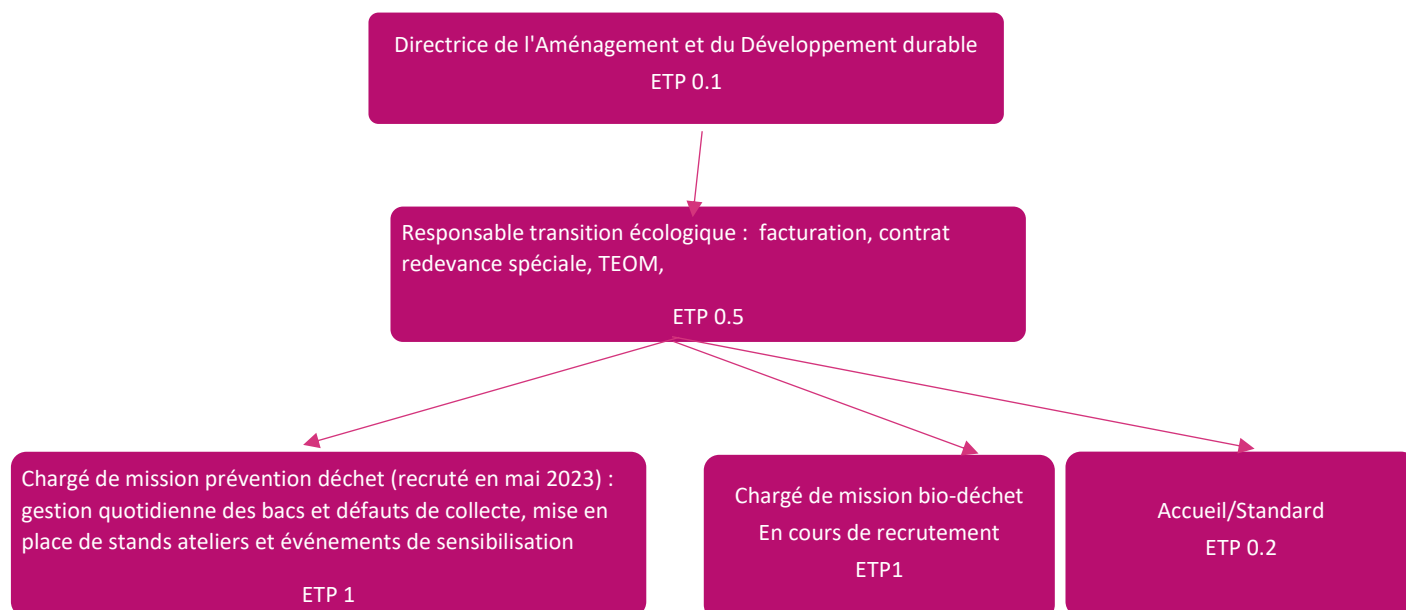 Directrice de l'Aménagement et du Développement durable
ETP 0.1
Responsable transition écologique :  facturation, contrat
redevance spéciale, TEOM,
ETP 0.5
Chargé de mission prévention déchet (recruté en mai 2023) :
gestion quotidienne des bacs et défauts de collecte, mise en
place de stands ateliers et événements de sensibilisation
ETP 1
Chargé de mission bio-déchet
En cours de recrutement
ETP1
Accueil/Standard
ETP 0.2